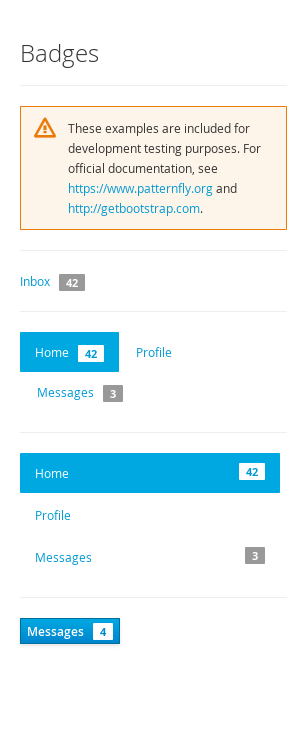 Badges
These examples are included for
development testing purposes. For
official documentation, see
https://www.patternfly.org and
http://getbootstrap.com.
Inbox 42
Home 42 Profile
Messages 3
Home 42
Profile
Messages 3
Messages 4